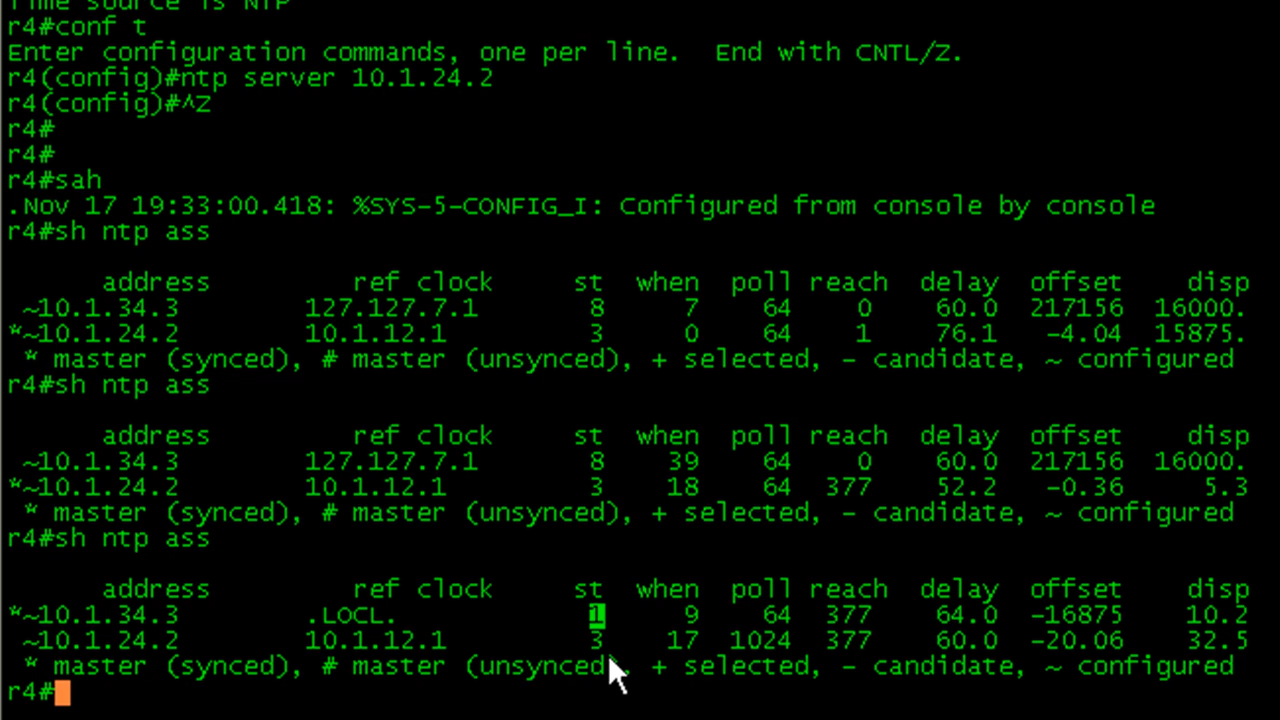 Time source is NTP
r4#conf t
Enter configuration commands, one per line.  End with CNTL/Z.
r4(config)#ntp server 10.1.24.2
r4(config)#^Z
r4#
r4#
r4#sah
.Nov 17 19:33:00.418: %SYS-5-CONFIG_I: Configured from console by console
r4#sh ntp ass
      address         ref clock     st  when  poll reach  delay  offset    disp
 ~10.1.34.3        127.127.7.1       8     7    64    0    60.0  217156  16000.
*~10.1.24.2        10.1.12.1         3     0    64    1    76.1   -4.04  15875.
 * master (synced), # master (unsynced), + selected, - candidate, ~ configured
r4#sh ntp ass
      address         ref clock     st  when  poll reach  delay  offset    disp
 ~10.1.34.3        127.127.7.1       8    39    64    0    60.0  217156  16000.
*~10.1.24.2        10.1.12.1         3    18    64  377    52.2   -0.36     5.3
 * master (synced), # master (unsynced), + selected, - candidate, ~ configured
r4#sh ntp ass
      address         ref clock     st  when  poll reach  delay  offset    disp
*~10.1.34.3        .LOCL.            1     9    64  377    64.0  -16875    10.2
 ~10.1.24.2        10.1.12.1         3    17  1024  377    60.0  -20.06    32.5
 * master (synced), # master (unsynced), + selected, - candidate, ~ configured
r4#